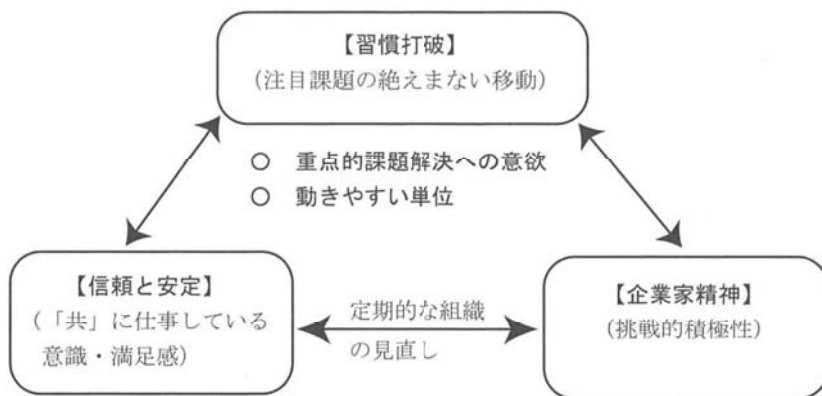 【習慣打破】
(注目課題の絶えまない移動)
○ 重点的課題解決への意欲
○ 動きやすい単位
【信頼と安定】
(「共」に仕事している
意識・満足感)
定期的な組織
の見直し
【企業家精神】
(挑戦的積極性)